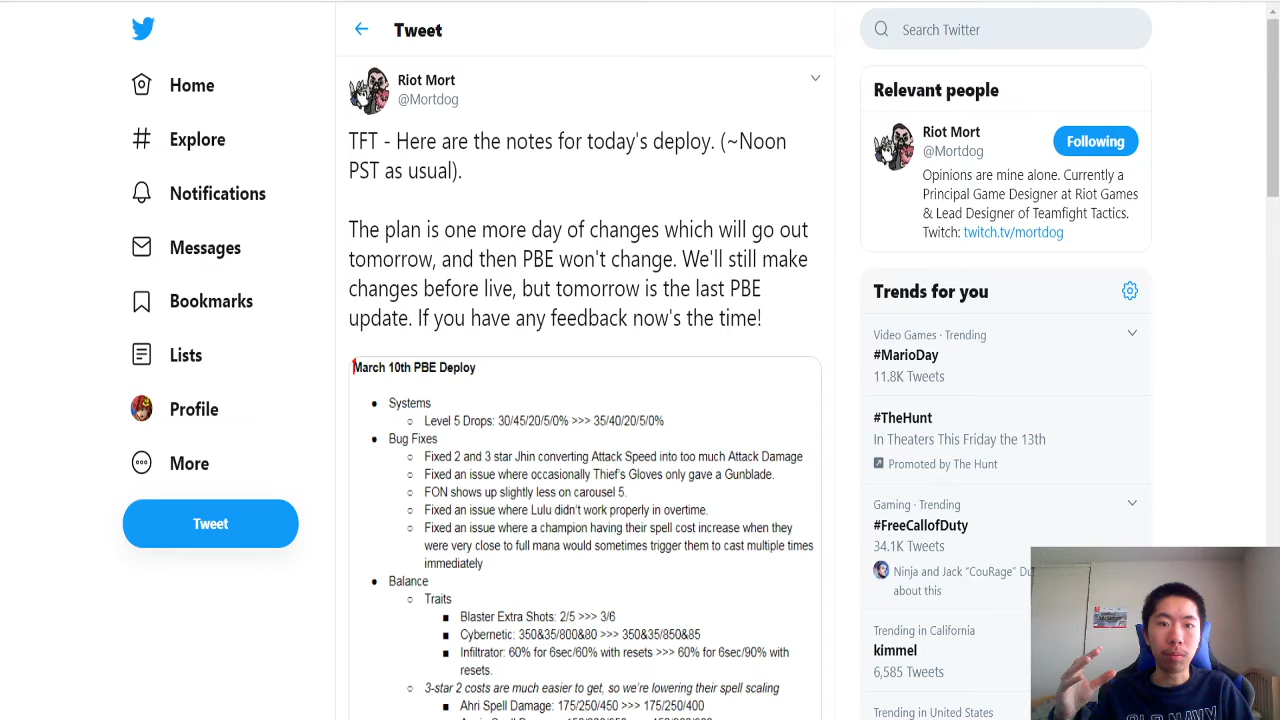 Home
Explore
Notifications
Messages
Bookmarks
Lists
Profile
More
Tweet
Tweet
Riot Mort
@Mortdog
TFT - Here are the notes for today's deploy. (~Noon
PST as usual).
The plan is one more day of changes which will go out
tomorrow, and then PBE won't change. We'll still make
changes before live, but tomorrow is the last PBE
update. If you have any feedback now's the time!
March 10th PBE Deploy
Systems
Level 5 Drops: 30/45/20/5/0% >>> 35/40/20/5/0%
Bug Fixes
Fixed 2 and 3 star Jhin converting Attack Speed into too much Attack Damage
Fixed an issue where occasionally Thief's Gloves only gave a Gunblade.
FON shows up slightly less on carousel 5.
Fixed an issue where Lulu didn't work properly in overtime.
Fixed an issue where a champion having their spell cost increase when they
were very close to full mana would sometimes trigger them to cast multiple times
immediately
Balance
Traits
Blaster Extra Shots: 2/5 >>> 3/6
Cybernetic: 350&35/800&80 >>> 350&35/850&85
Infiltrator: 60% for 6sec/60% with resets >>> 60% for 6sec/90% with
resets.
3-star 2 costs are much easier to get, so we're lowering their spell scaling
Ahri Spell Damage: 175/250/450 >>> 175/250/400
Search Twitter
Relevant people
Riot Mort
@Mortdog
Following
Opinions are mine alone. Currently a
Principal Game Designer at Riot Games
& Lead Designer of Teamfight Tactics.
Twitch: twitch.tv/mortdog
Trends for you
Video Games · Trending
#MarioDay
11.8K Tweets
#TheHunt
In Theaters This Friday the 13th
Promoted by The Hunt
Gaming · Trending
#FreeCallofDuty
34.1K Tweets
Ninja and Jack "CouRage" Du
about this
Trending in California
kimmel
6,585 Tweets
Trending in United States
OLD NAVY